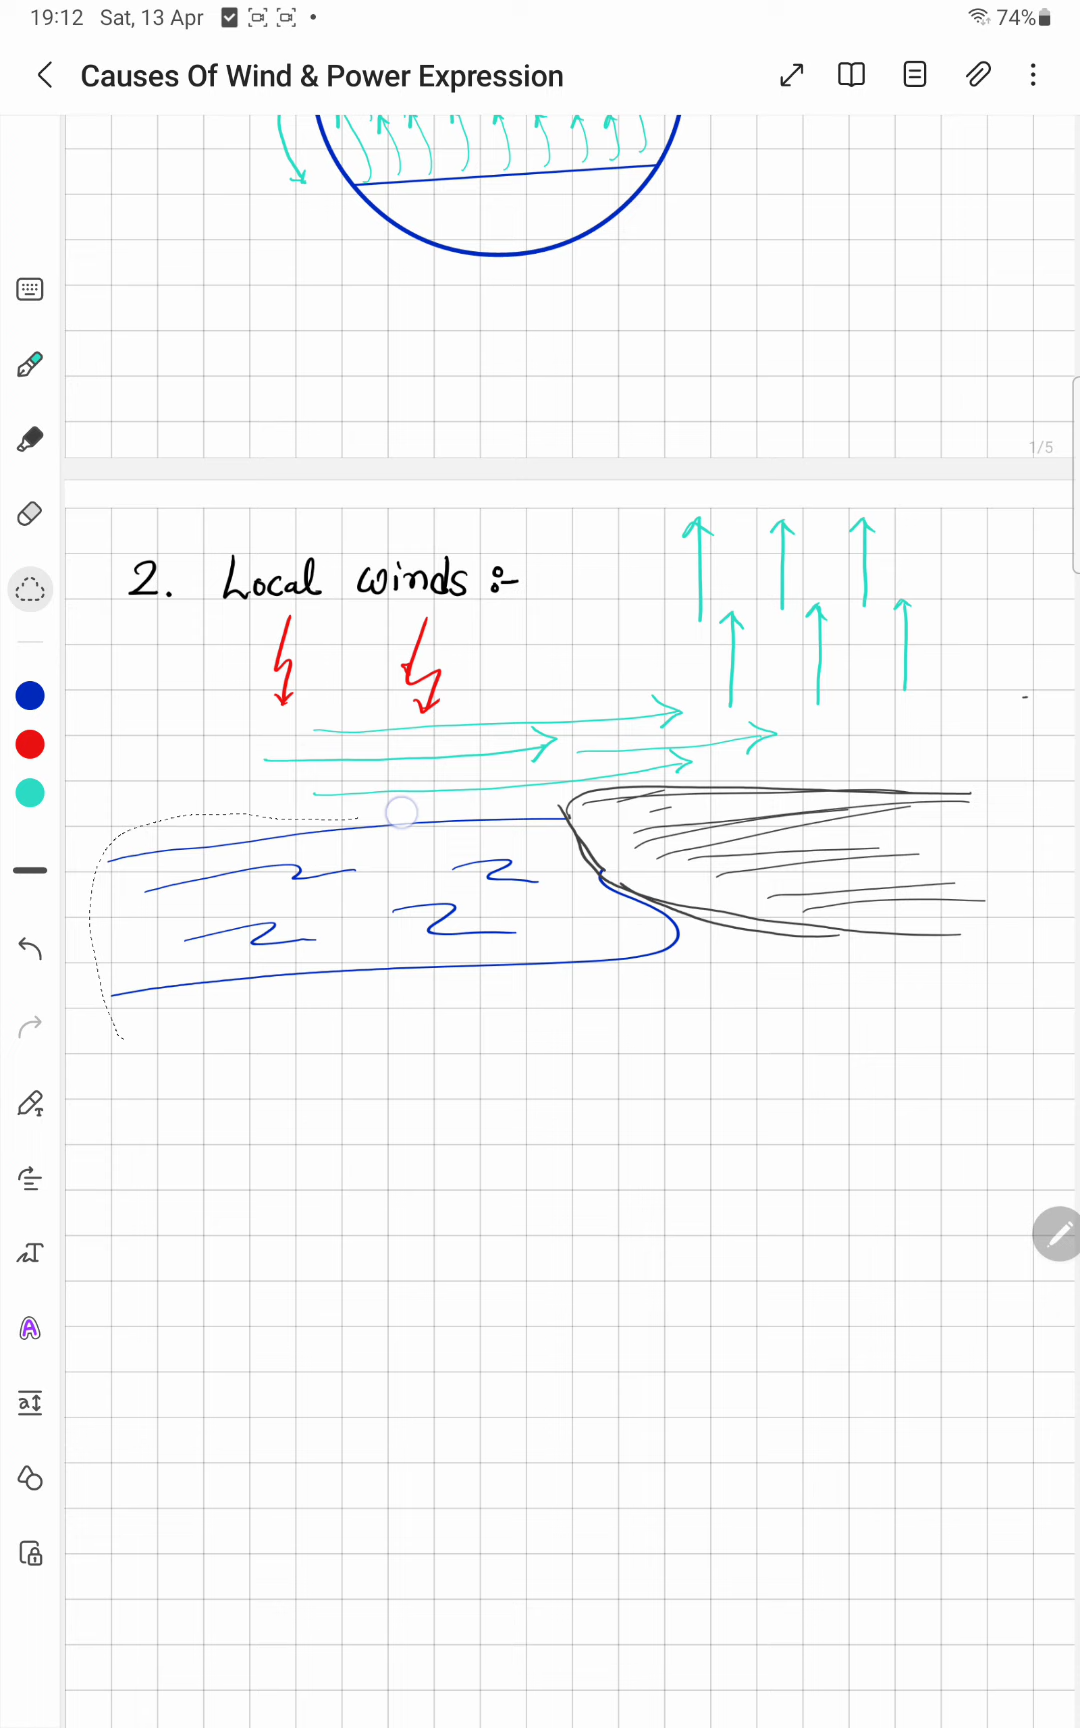 19:12 Sat, 13 Apr 74%
Causes Of Wind & Power Expression
1/5
2. Local winds :-